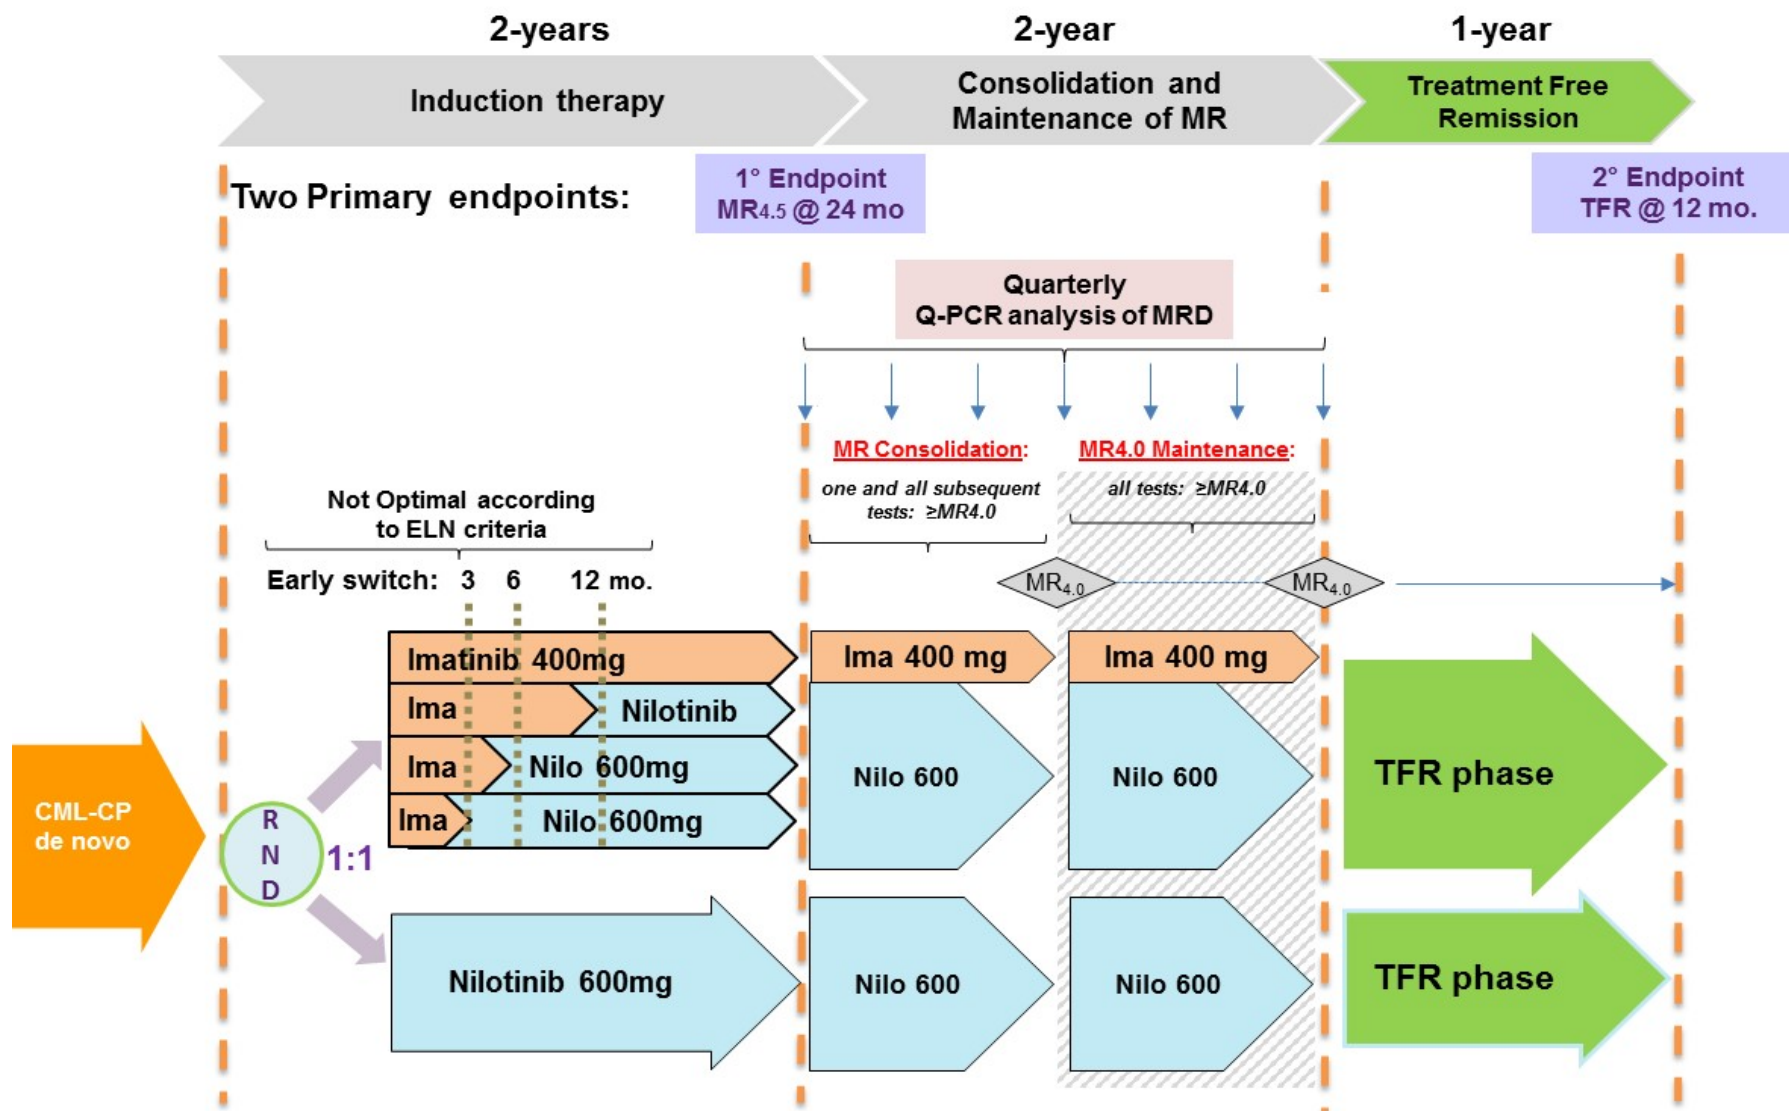 2-years
2-year
1-year
Induction therapy
Consolidation and
Maintenance of MR
Treatment Free
Remission
Two Primary endpoints:
1° Endpoint
MR4.5 @ 24 mo
2° Endpoint
TFR @ 12 mo.
Quarterly
Q-PCR analysis of MRD
MR Consolidation:
one and all subsequent
tests: ≥MR4.0
MR4.0 Maintenance:
all tests: ≥MR4.0
Not Optimal according
to ELN criteria
Early switch: 3 6 12 mo.
MR4.0
MR4.0
Imatinib 400mg
Ima Nilotinib
Ima Nilo 600mg
Ima Nilo 600mg
Ima 400 mg
Ima 400 mg
Nilo 600
Nilo 600
TFR phase
CML-CP
de novo
R
N
D
1:1
Nilotinib 600mg
Nilo 600
Nilo 600
TFR phase